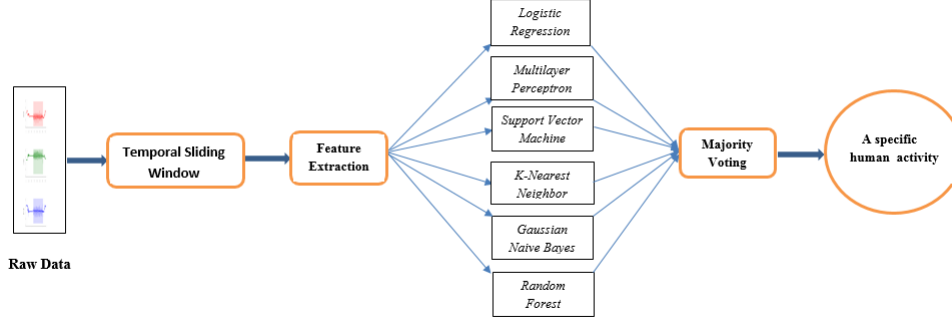 Raw Data
Temporal Sliding
Window
Feature
Extraction
Logistic
Regression
Multilayer
Perceptron
Support Vector
Machine
K-Nearest
Neighbor
Gaussian
Naive Bayes
Random
Forest
Majority
Voting
A specific
human activity